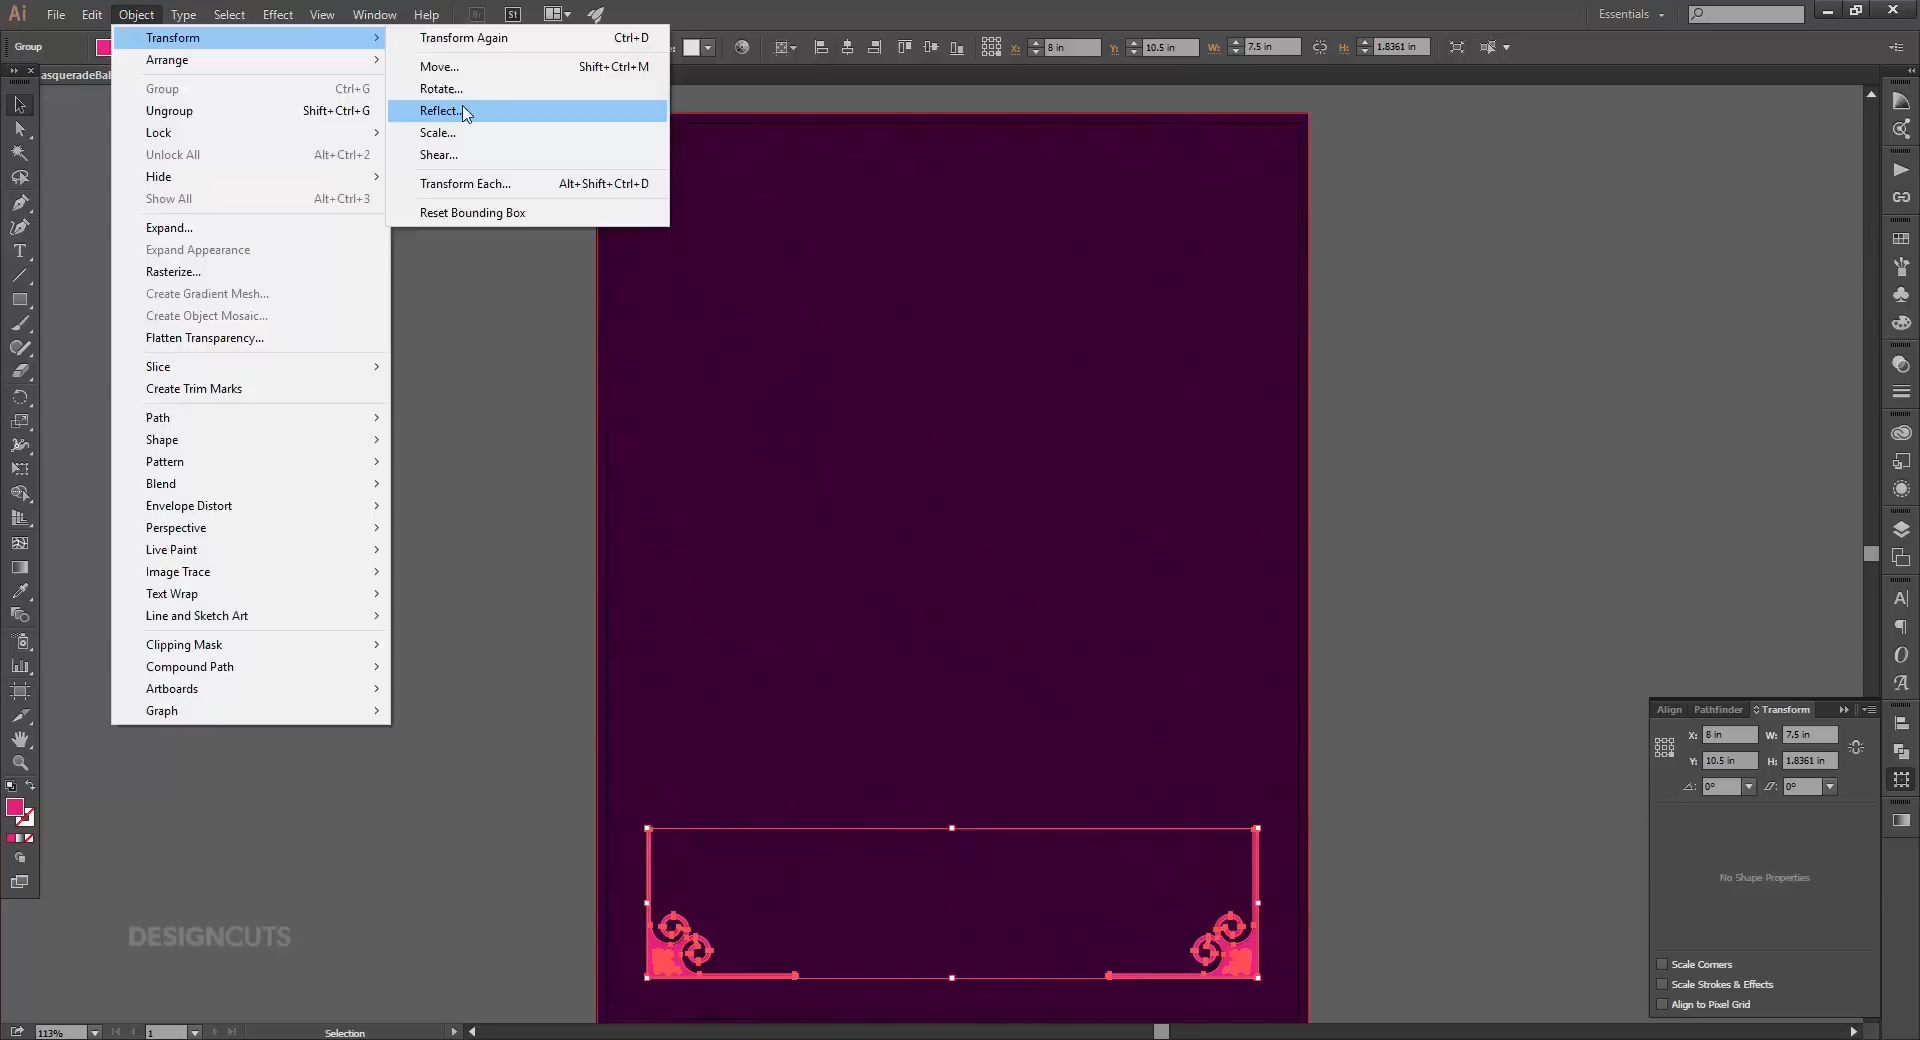 Ai File Edit Object Type Select Effect View Window Help Br St Essentials
Group X: 8 in Y: 10.5 in W: 7.5 in H: 1.8361 in
asqueradeBal
Transform
Arrange
Group Ctrl+G
Ungroup Shift+Ctrl+G
Lock
Unlock All Alt+Ctrl+2
Hide
Show All Alt+Ctrl+3
Expand...
Expand Appearance
Rasterize...
Create Gradient Mesh...
Create Object Mosaic...
Flatten Transparency...
Slice
Create Trim Marks
Path
Shape
Pattern
Blend
Envelope Distort
Perspective
Live Paint
Image Trace
Text Wrap
Line and Sketch Art
Clipping Mask
Compound Path
Artboards
Graph
Transform Again Ctrl+D
Move... Shift+Ctrl+M
Rotate...
Reflect...
Scale...
Shear...
Transform Each... Alt+Shift+Ctrl+D
Reset Bounding Box
Align Pathfinder Transform
X: 8 in W: 7.5 in
Y: 10.5 in H: 1.8361 in
0° 0°
No Shape Properties
Scale Corners
Scale Strokes & Effects
Align to Pixel Grid
DESIGNCUTS
113% 1 Selection